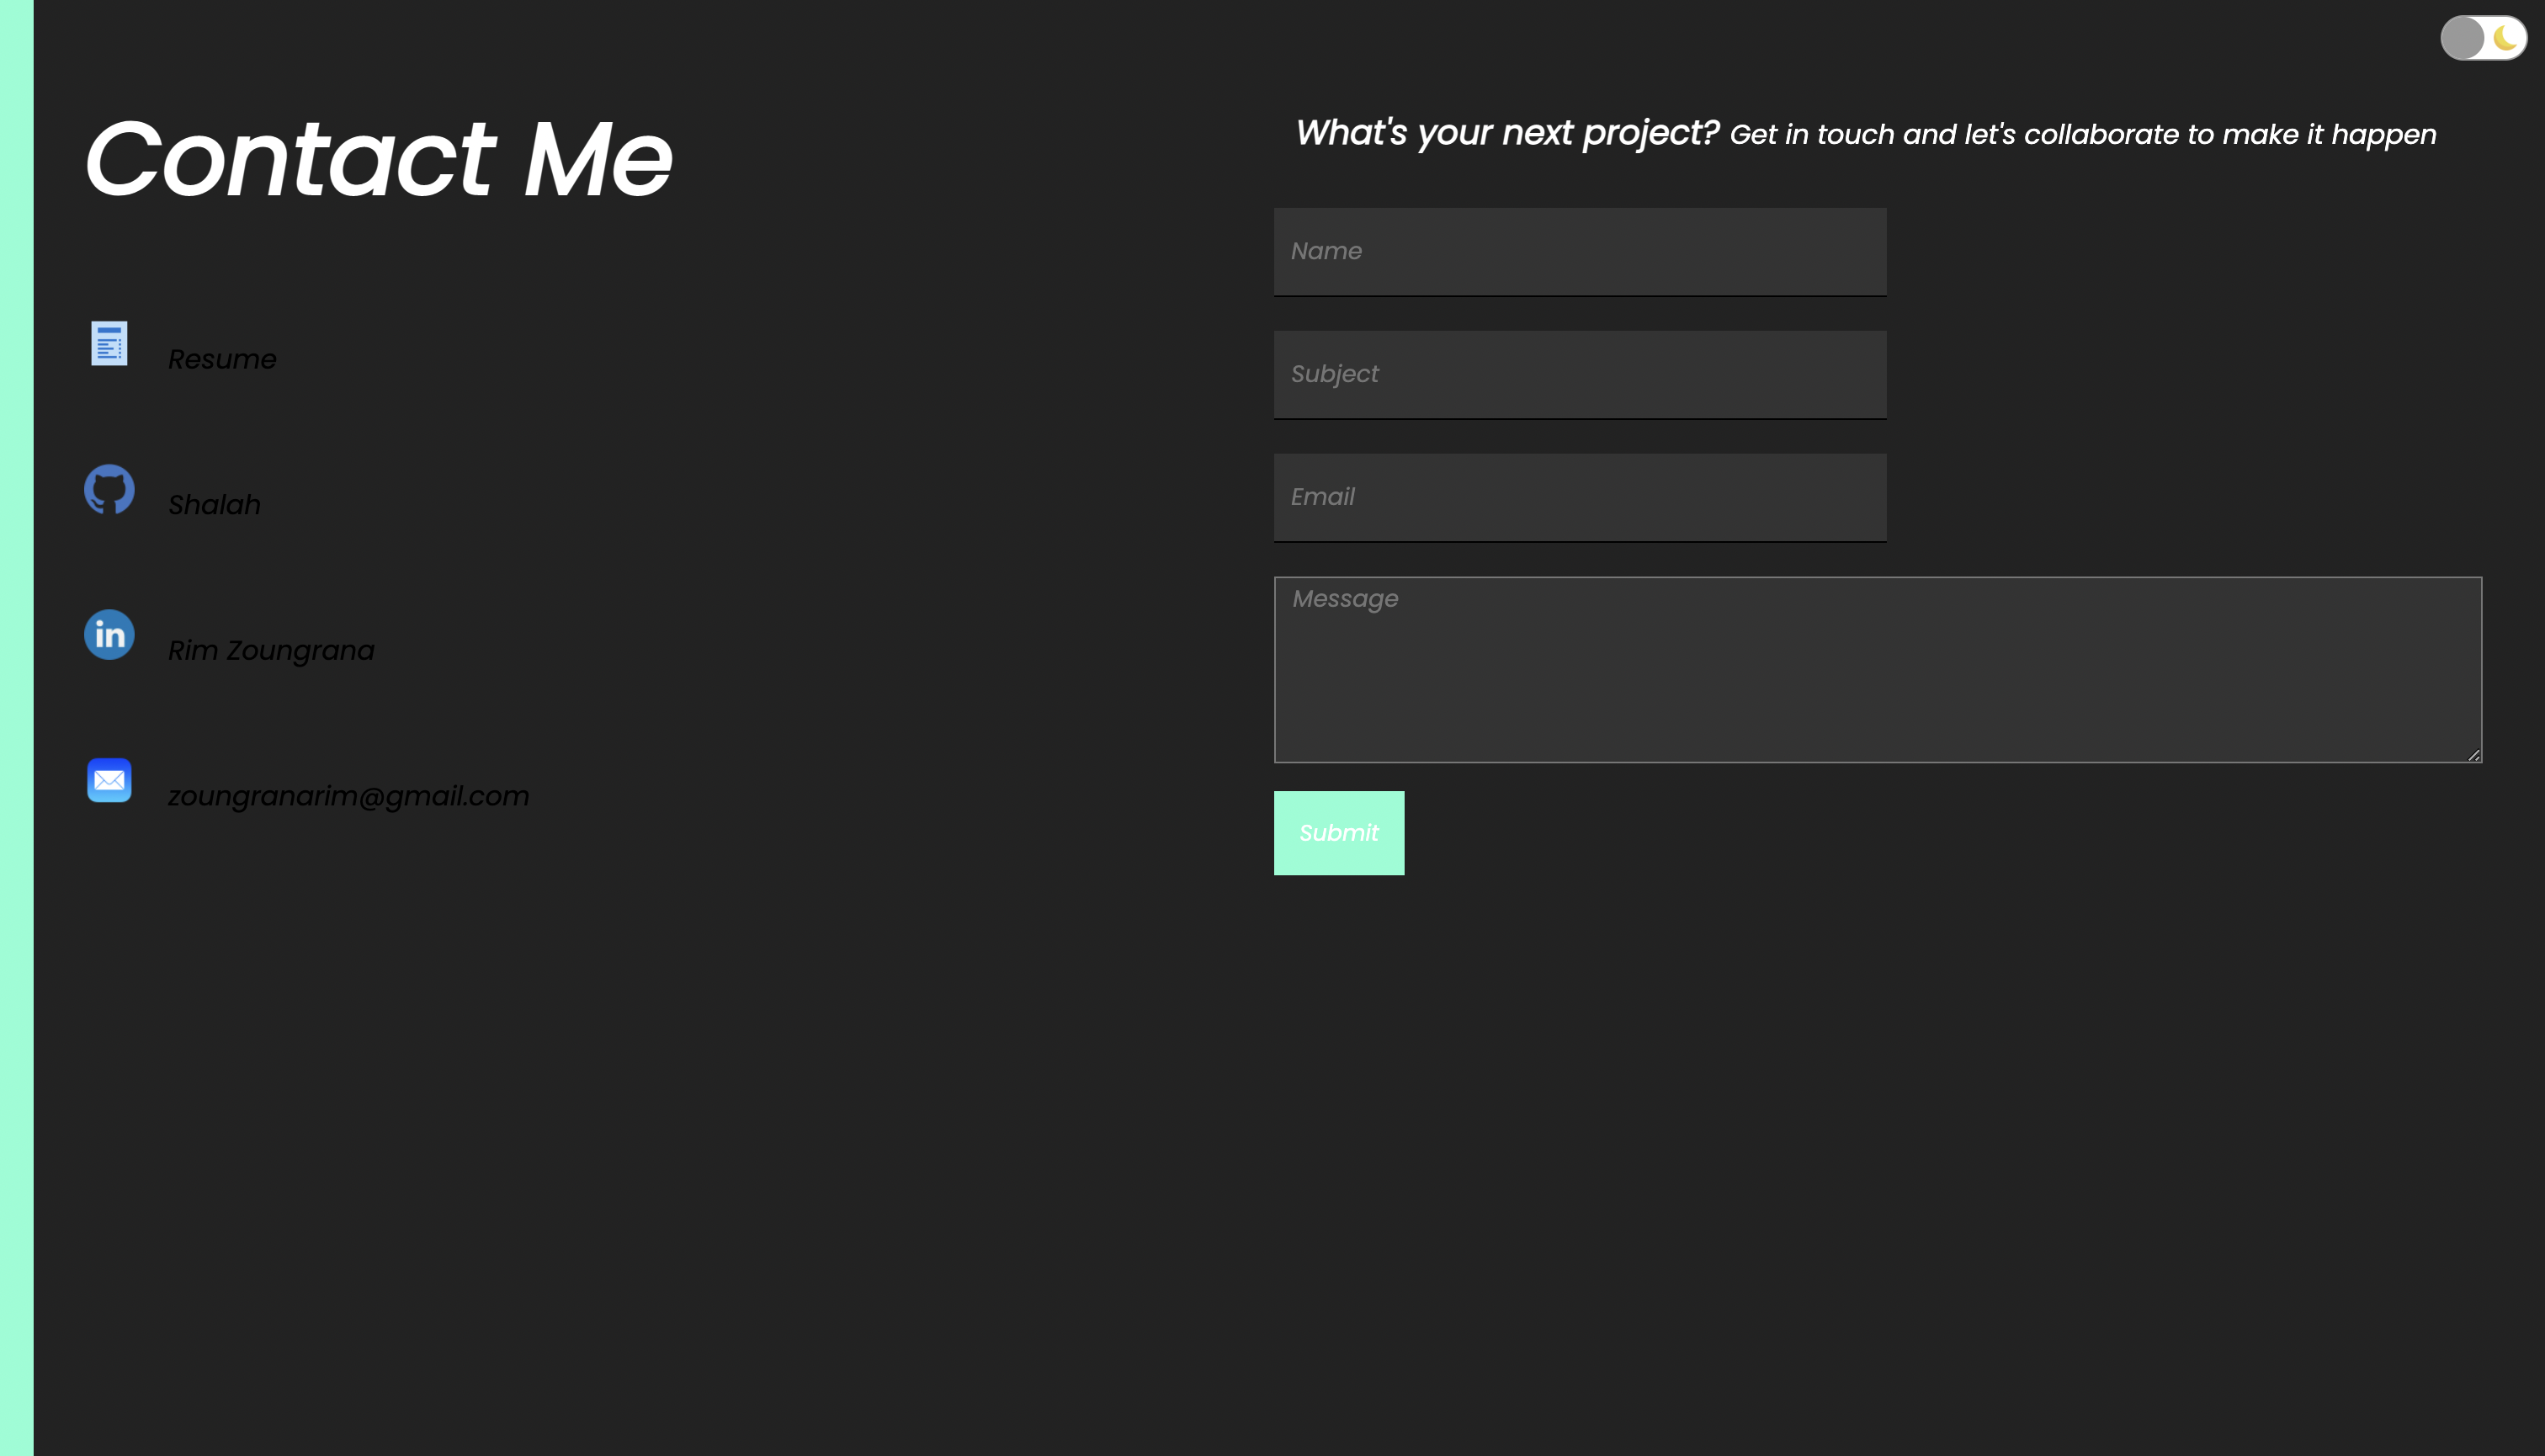 Contact Me
Resume
Shalah
in
Rim Zoungrana
zoungranarim@gmail.com
What's your next project? Get in touch and let's collaborate to make it happen
Name
Subject
Email
Message
Submit